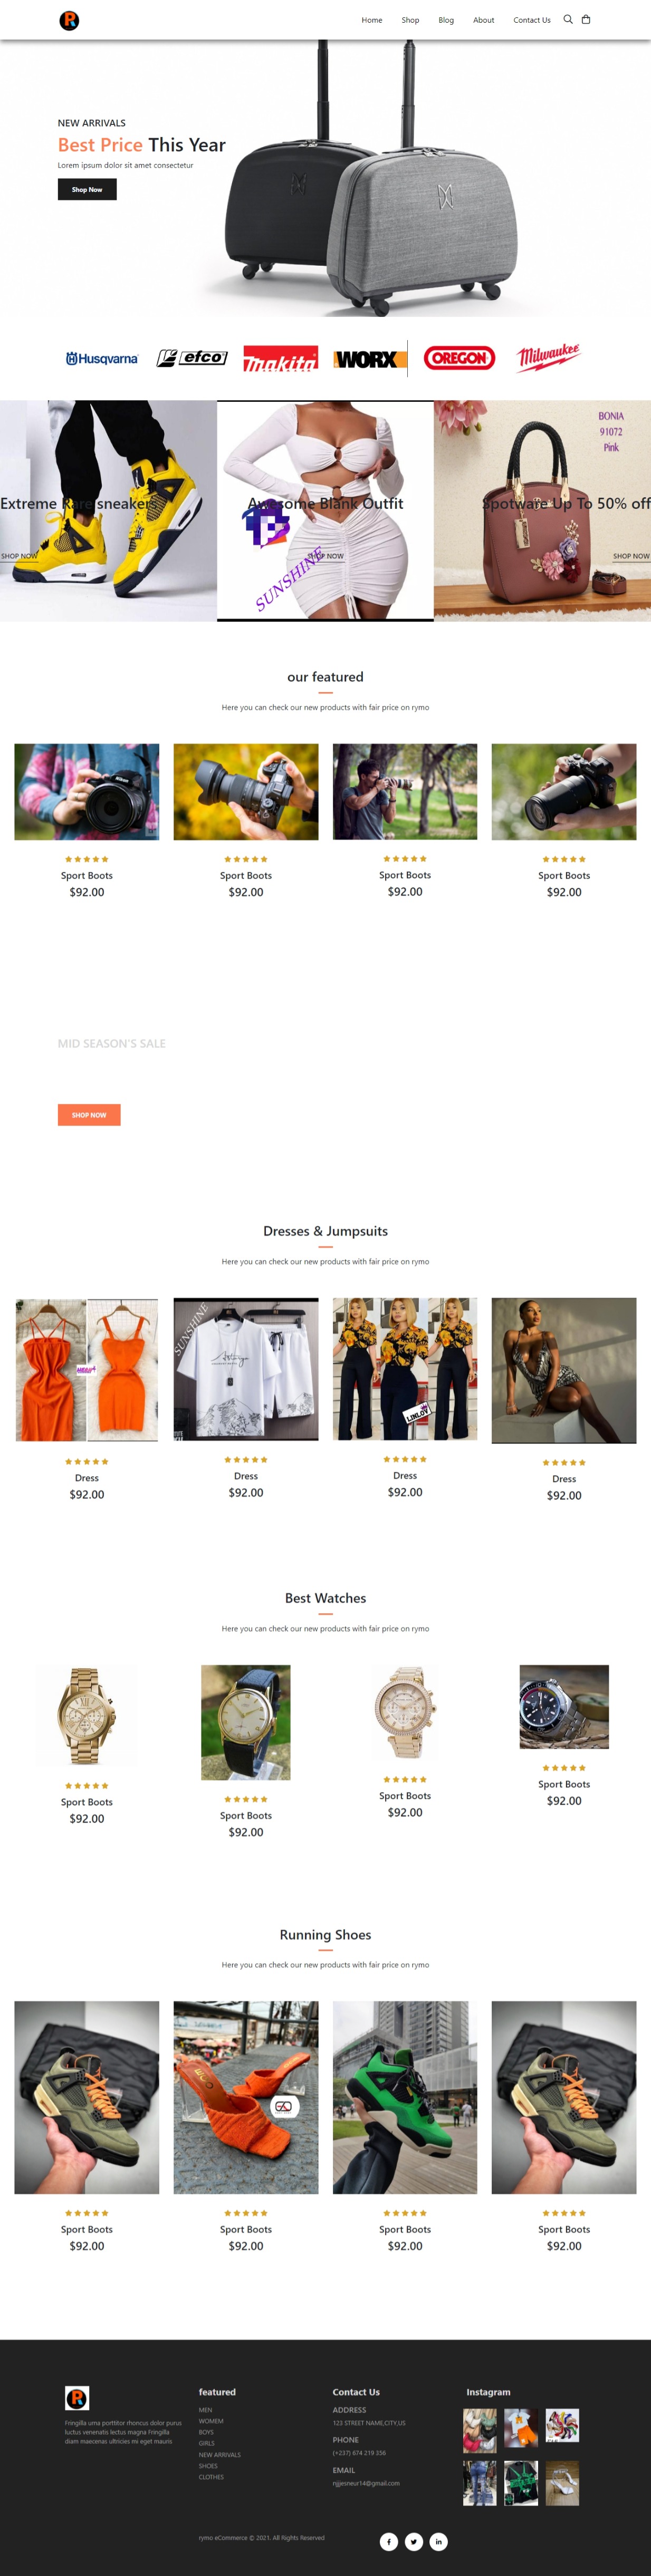 R
Home Shop Blog About Contact Us
NEW ARRIVALS
Best Price This Year
Lorem ipsum dolor sit amet consectetur
Shop Now
Husqvarna efco makita WORX OREGON Milwaukee
BONIA
91072
Pink
Extreme Rare sneakers
Awesome Blank Outfit
Spotware Up To 50% off
SHOP NOW
SHOP NOW
SHOP NOW
SUNSHINE
our featured
Here you can check our new products with fair price on rymo
Nikon
Sport Boots Sport Boots Sport Boots Sport Boots
$92.00 $92.00 $92.00 $92.00
MID SEASON'S SALE
SHOP NOW
Dresses & Jumpsuits
Here you can check our new products with fair price on rymo
SUNSHINE
Dress Dress Dress Dress
$92.00 $92.00 $92.00 $92.00
Best Watches
Here you can check our new products with fair price on rymo
Sport Boots Sport Boots Sport Boots Sport Boots
$92.00 $92.00 $92.00 $92.00
Running Shoes
Here you can check our new products with fair price on rymo
Sport Boots Sport Boots Sport Boots Sport Boots
$92.00 $92.00 $92.00 $92.00
R
Fringilla urna porttitor rhoncus dolor purus
luctus venenatis lectus magna Fringilla
diam maecenas ultricies mi eget mauris
featured
MEN
WOMEM
BOYS
GIRLS
NEW ARRIVALS
SHOES
CLOTHES
Contact Us
ADDRESS
123 STREET NAME,CITY,US
PHONE
(+237) 674 219 356
EMAIL
njjjesneur14@gmail.com
Instagram
rymo eCommerce © 2021. All Rights Reserved